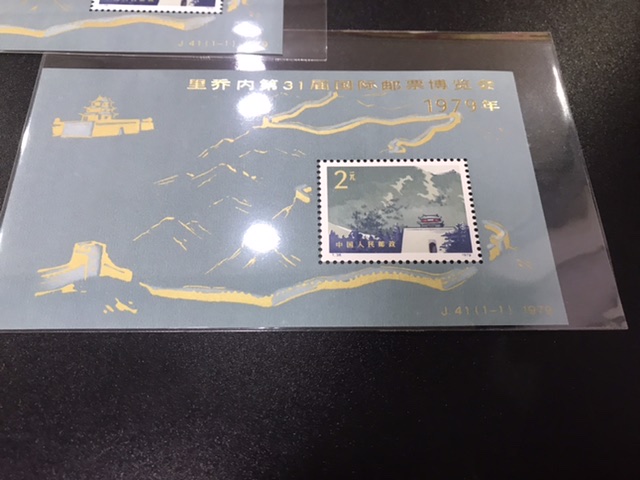 J.41(1-1)
里乔内第31届国际邮票博览会
1979年
2元
中国人民邮政
J.41(1-1) 1979